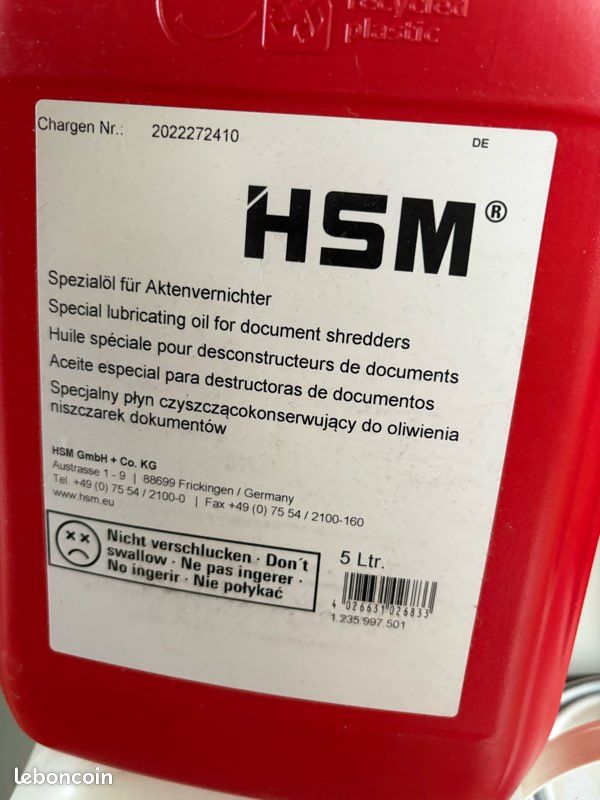 recycled
plastic
Chargen Nr.: 2022272410
DE
HSM®
Spezialöl für Aktenvernichter
Special lubricating oil for document shredders
Huile spéciale pour desconstructeurs de documents
Aceite especial para destructoras de documentos
Specjalny płyn czyszczącokonserwujący do oliwienia
niszczarek dokumentów
HSM GmbH + Co. KG
Austrasse 1 - 9 | 88699 Frickingen / Germany
Tel. +49 (0) 75 54 / 2100-0 | Fax +49 (0) 75 54 / 2100-160
www.hsm.eu
Nicht verschlucken · Don´t
swallow · Ne pas ingerer ·
No ingerir · Nie połykać
5 Ltr.
4 026631 026833
1.235.997.501
leboncoin